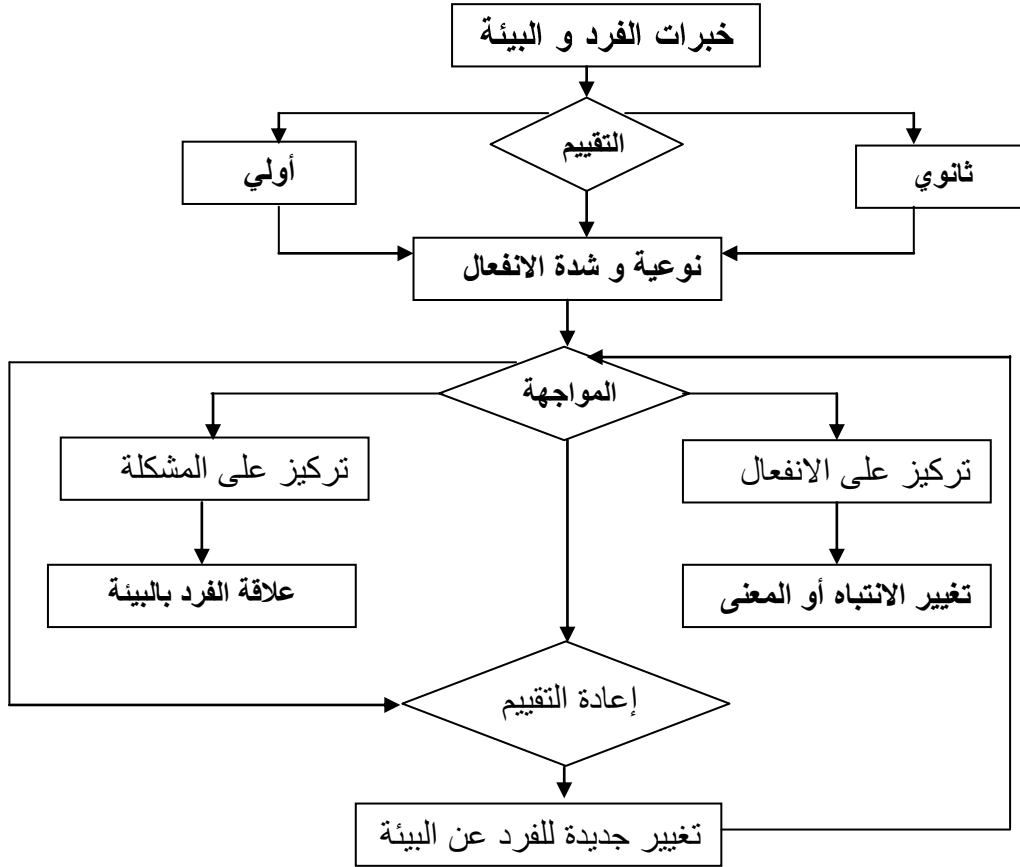 خبرات الفرد و البيئة
التقييم
ثانوي
أولي
نوعية و شدة الانفعال
المواجهة
تركيز على الانفعال
تركيز على المشكلة
تغيير الانتباه أو المعنى
علاقة الفرد بالبيئة
إعادة التقييم
تغيير جديدة للفرد عن البيئة